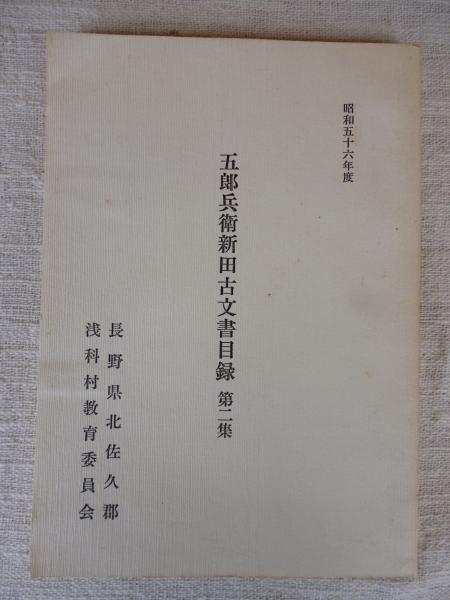 昭和五十六年度
五郎兵衛新田古文書目録 第二集
長野県北佐久郡
浅科村教育委員会